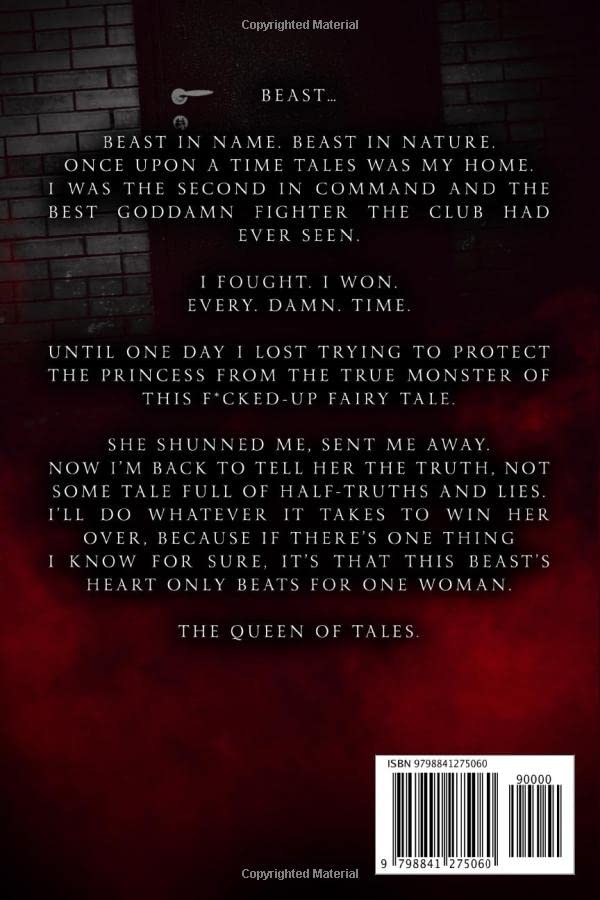 Copyrighted Material
BEAST...
BEAST IN NAME. BEAST IN NATURE.
ONCE UPON A TIME TALES WAS MY HOME.
I WAS THE SECOND IN COMMAND AND THE
BEST GODDAMN FIGHTER THE CLUB HAD
EVER SEEN.
I FOUGHT. I WON.
EVERY. DAMN. TIME.
UNTIL ONE DAY I LOST TRYING TO PROTECT
THE PRINCESS FROM THE TRUE MONSTER OF
THIS F*CKED-UP FAIRY TALE.
SHE SHUNNED ME, SENT ME AWAY.
NOW I'M BACK TO TELL HER THE TRUTH, NOT
SOME TALE FULL OF HALF-TRUTHS AND LIES.
I'LL DO WHATEVER IT TAKES TO WIN HER
OVER, BECAUSE IF THERE'S ONE THING
I KNOW FOR SURE, IT'S THAT THIS BEAST'S
HEART ONLY BEATS FOR ONE WOMAN.
THE QUEEN OF TALES.
ISBN 9798841275060
90000
9 798841 275060
Copyrighted Material